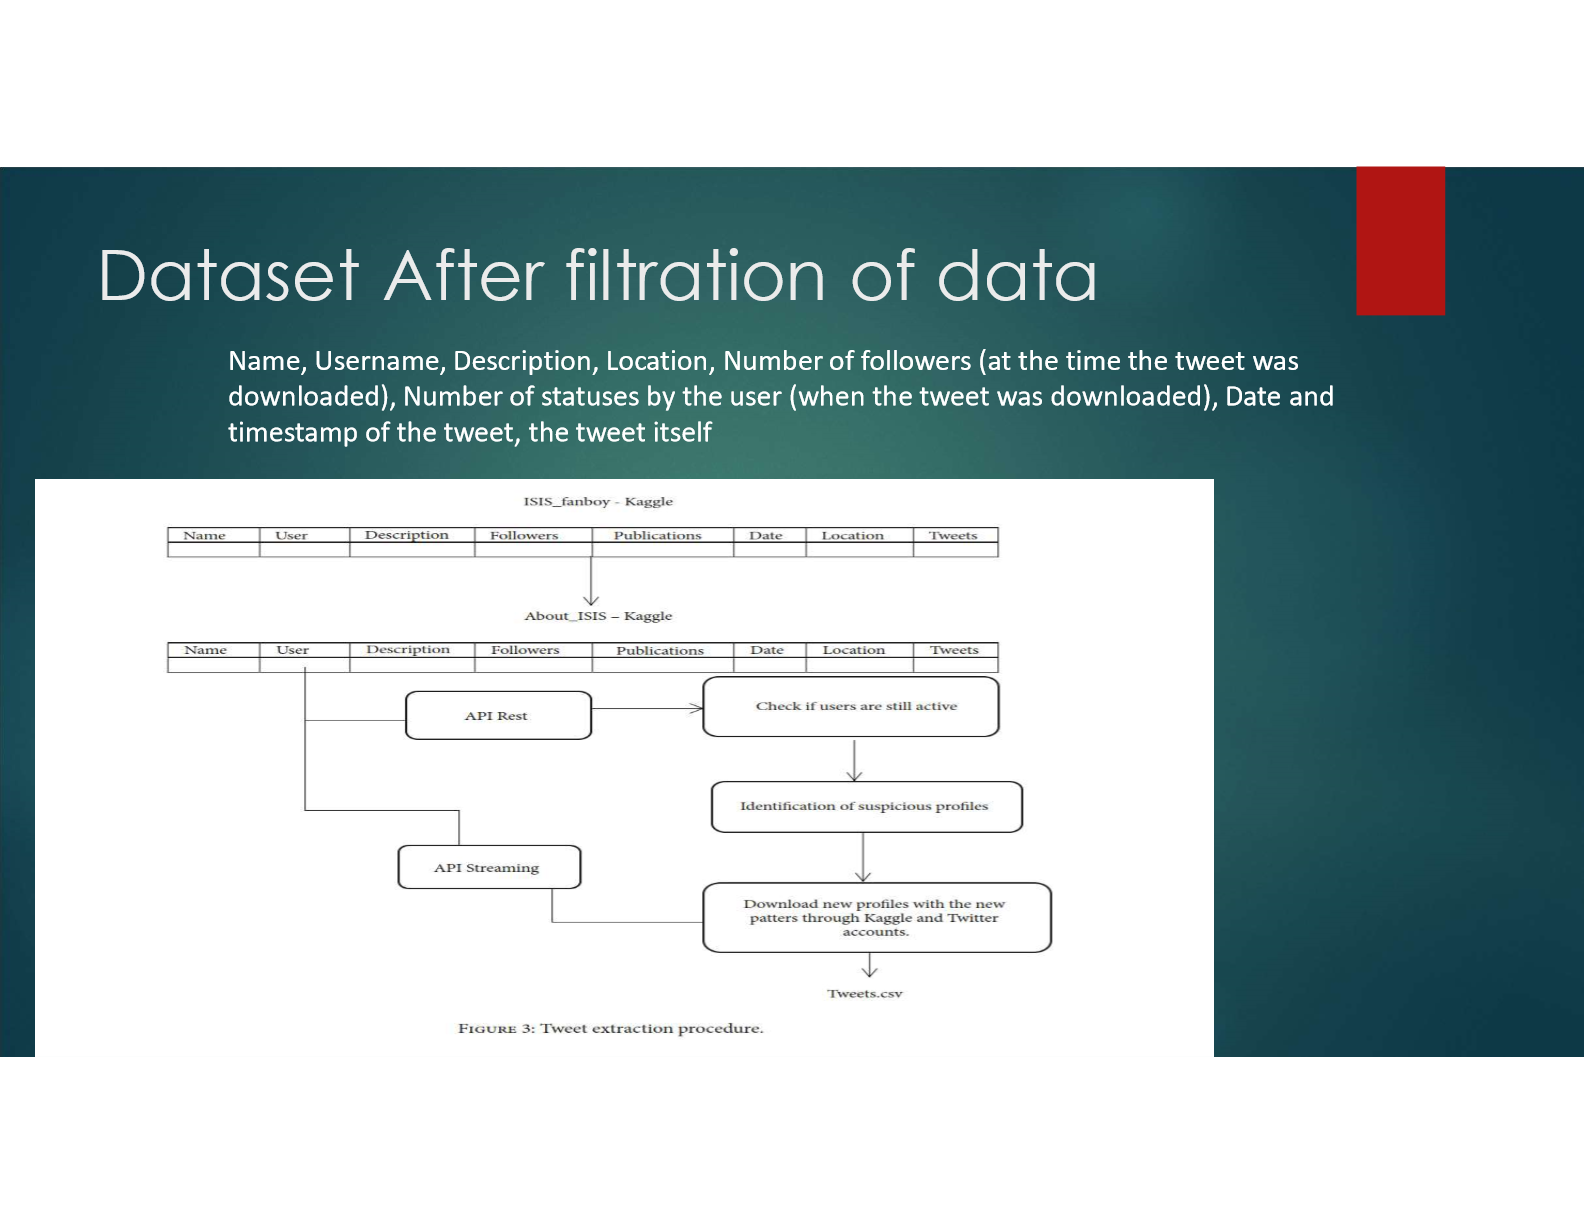 Dataset After filtration of data
Name, Username, Description, Location, Number of followers (at the time the tweet was
downloaded), Number of statuses by the user (when the tweet was downloaded), Date and
timestamp of the tweet, the tweet itself
ISIS_fanboy - Kaggle
Name User Description Followers Publications Date Location Tweets
About_ISIS – Kaggle
Name User Description Followers Publications Date Location Tweets
API Rest
Check if users are still active
Identification of suspicious profiles
API Streaming
Download new profiles with the new
patters through Kaggle and Twitter
accounts.
Tweets.csv
FIGURE 3: Tweet extraction procedure.